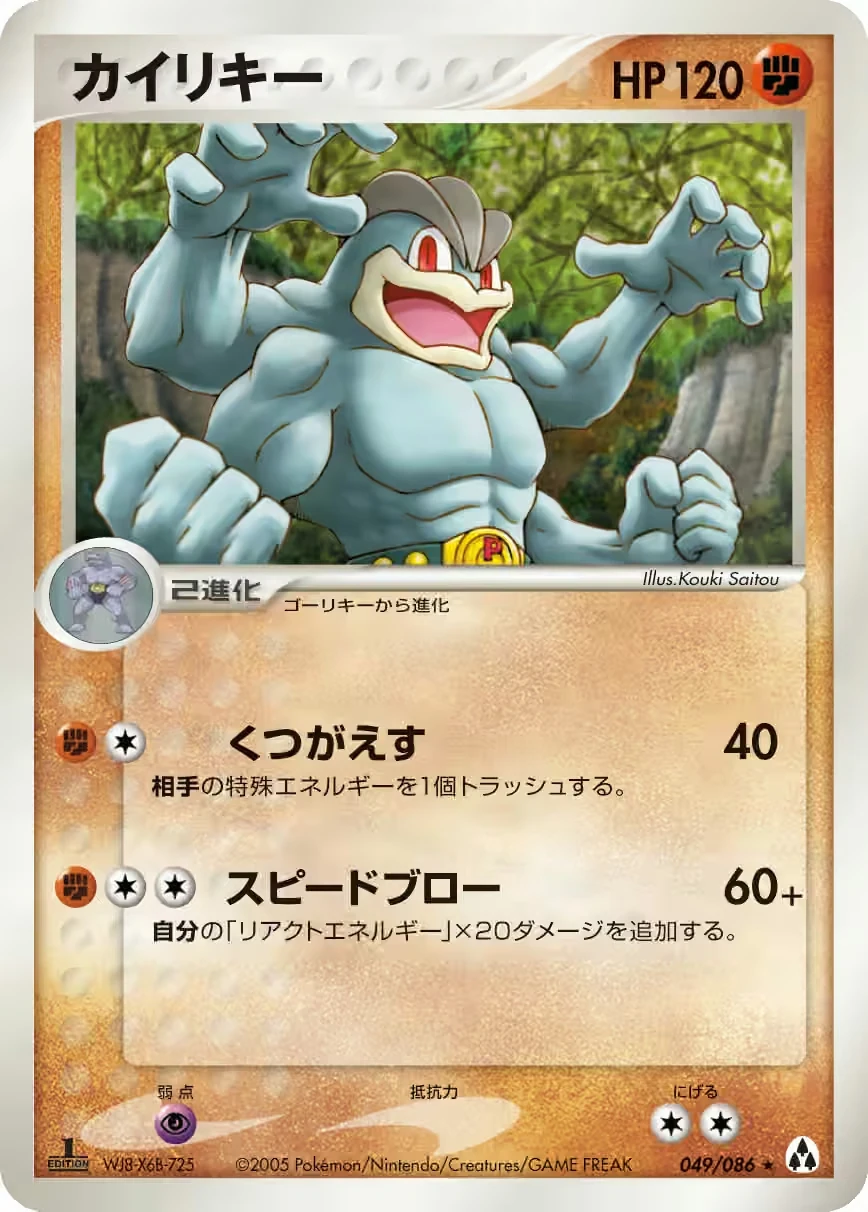 カイリキー HP 120
P
Illus.Kouki Saitou
己進化
ゴーリキーから進化
くつがえす 40
相手の特殊エネルギーを1個トラッシュする。
スピードブロー 60+
自分の「リアクトエネルギー」×20ダメージを追加する。
弱点 抵抗力 にげる
1 EDITION WJ8-X6B-725 ©2005 Pokémon/Nintendo/Creatures/GAME FREAK 049/086 ★